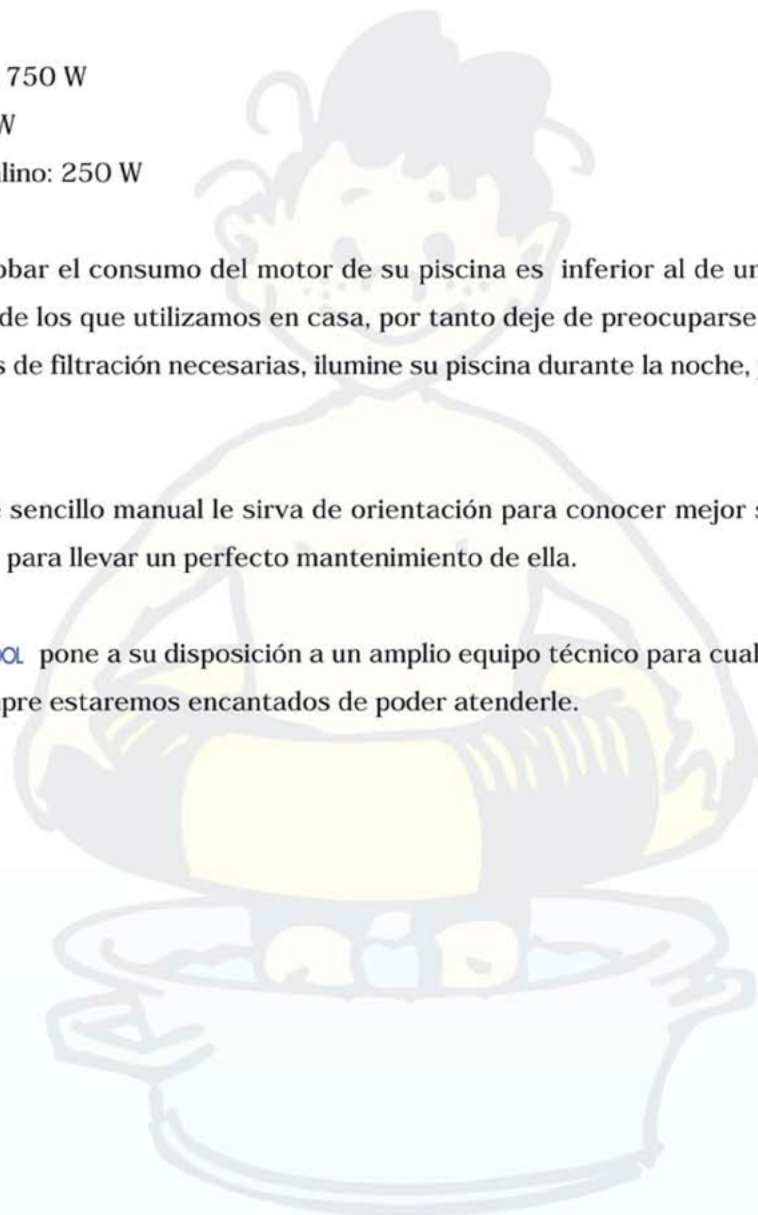 750 W
W
lino: 250 W
obar el consumo del motor de su piscina es inferior al de un
de los que utilizamos en casa, por tanto deje de preocuparse
s de filtración necesarias, ilumine su piscina durante la noche,
sencillo manual le sirva de orientación para conocer mejor s
para llevar un perfecto mantenimiento de ella.
OL pone a su disposición a un amplio equipo técnico para cual
pre estaremos encantados de poder atenderle.